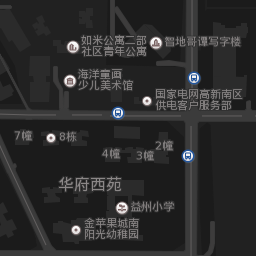 如米公寓二部
社区青年公寓
智地哥谭写字楼
海洋童画
少儿美术馆
国家电网高新南区
供电客户服务部
7幢
8栋
2幢
4幢
3幢
华府西苑
益州小学
金苹果城南
阳光幼稚园